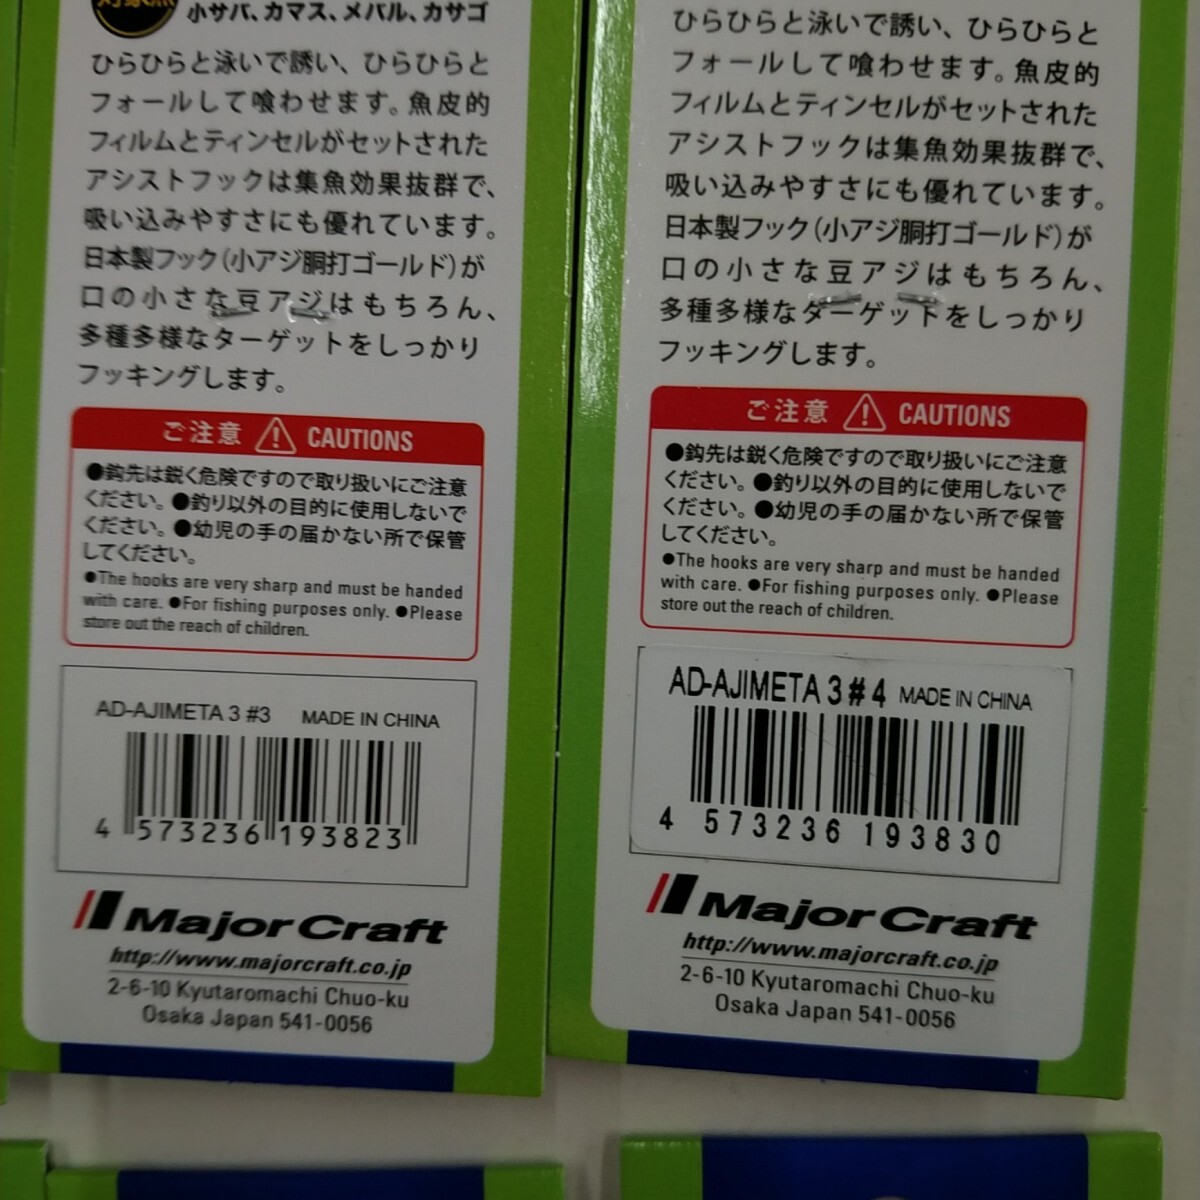 小サバ、カマス、メバル、カサゴ
ひらひらと泳いで誘い、ひらひらと
フォールして喰わせます。魚皮的
フィルムとティンセルがセットされた
アシストフックは集魚効果抜群で、
吸い込みやすさにも優れています。
日本製フック(小アジ胴打ゴールド)が
口の小さな豆アジはもちろん、
多種多様なターゲットをしっかり
フッキングします。
ご注意 CAUTIONS
●鈎先は鋭く危険ですので取り扱いにご注意
ください。●釣り以外の目的に使用しないで
ください。●幼児の手の届かない所で保管
してください。
●The hooks are very sharp and must be handed
with care. ●For fishing purposes only. ●Please
store out the reach of children.
AD-AJIMETA 3 #3 MADE IN CHINA
4 573236 193823
Major Craft
http://www.majorcraft.co.jp
2-6-10 Kyutaromachi Chuo-ku
Osaka Japan 541-0056
ひらひらと泳いで誘い、ひらひらと
フォールして喰わせます。魚皮的
フィルムとティンセルがセットされた
アシストフックは集魚効果抜群で、
吸い込みやすさにも優れています。
日本製フック(小アジ胴打ゴールド)が
口の小さな豆アジはもちろん、
多種多様なターゲットをしっかり
フッキングします。
ご注意 CAUTIONS
●鈎先は鋭く危険ですので取り扱いにご注意
ください。●釣り以外の目的に使用しないで
ください。●幼児の手の届かない所で保管
してください。
●The hooks are very sharp and must be handed
with care. ●For fishing purposes only. ●Please
store out the reach of children.
AD-AJIMETA 3 #4 MADE IN CHINA
4 573236 193830
Major Craft
http://www.majorcraft.co.jp
2-6-10 Kyutaromachi Chuo-ku
Osaka Japan 541-0056